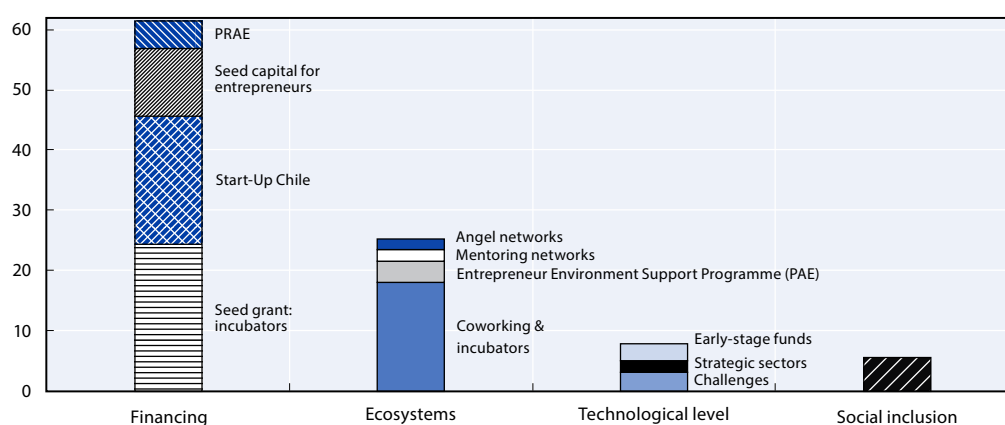 60
50
40
30
20
10
0
PRAE
Seed capital for
entrepreneurs
Start-Up Chile
Seed grant:
incubators
Angel networks
Mentoring networks
Entrepreneur Environment Support Programme (PAE)
Coworking &
incubators
Early-stage funds
Strategic sectors
Challenges
Financing
Ecosystems
Technological level
Social inclusion